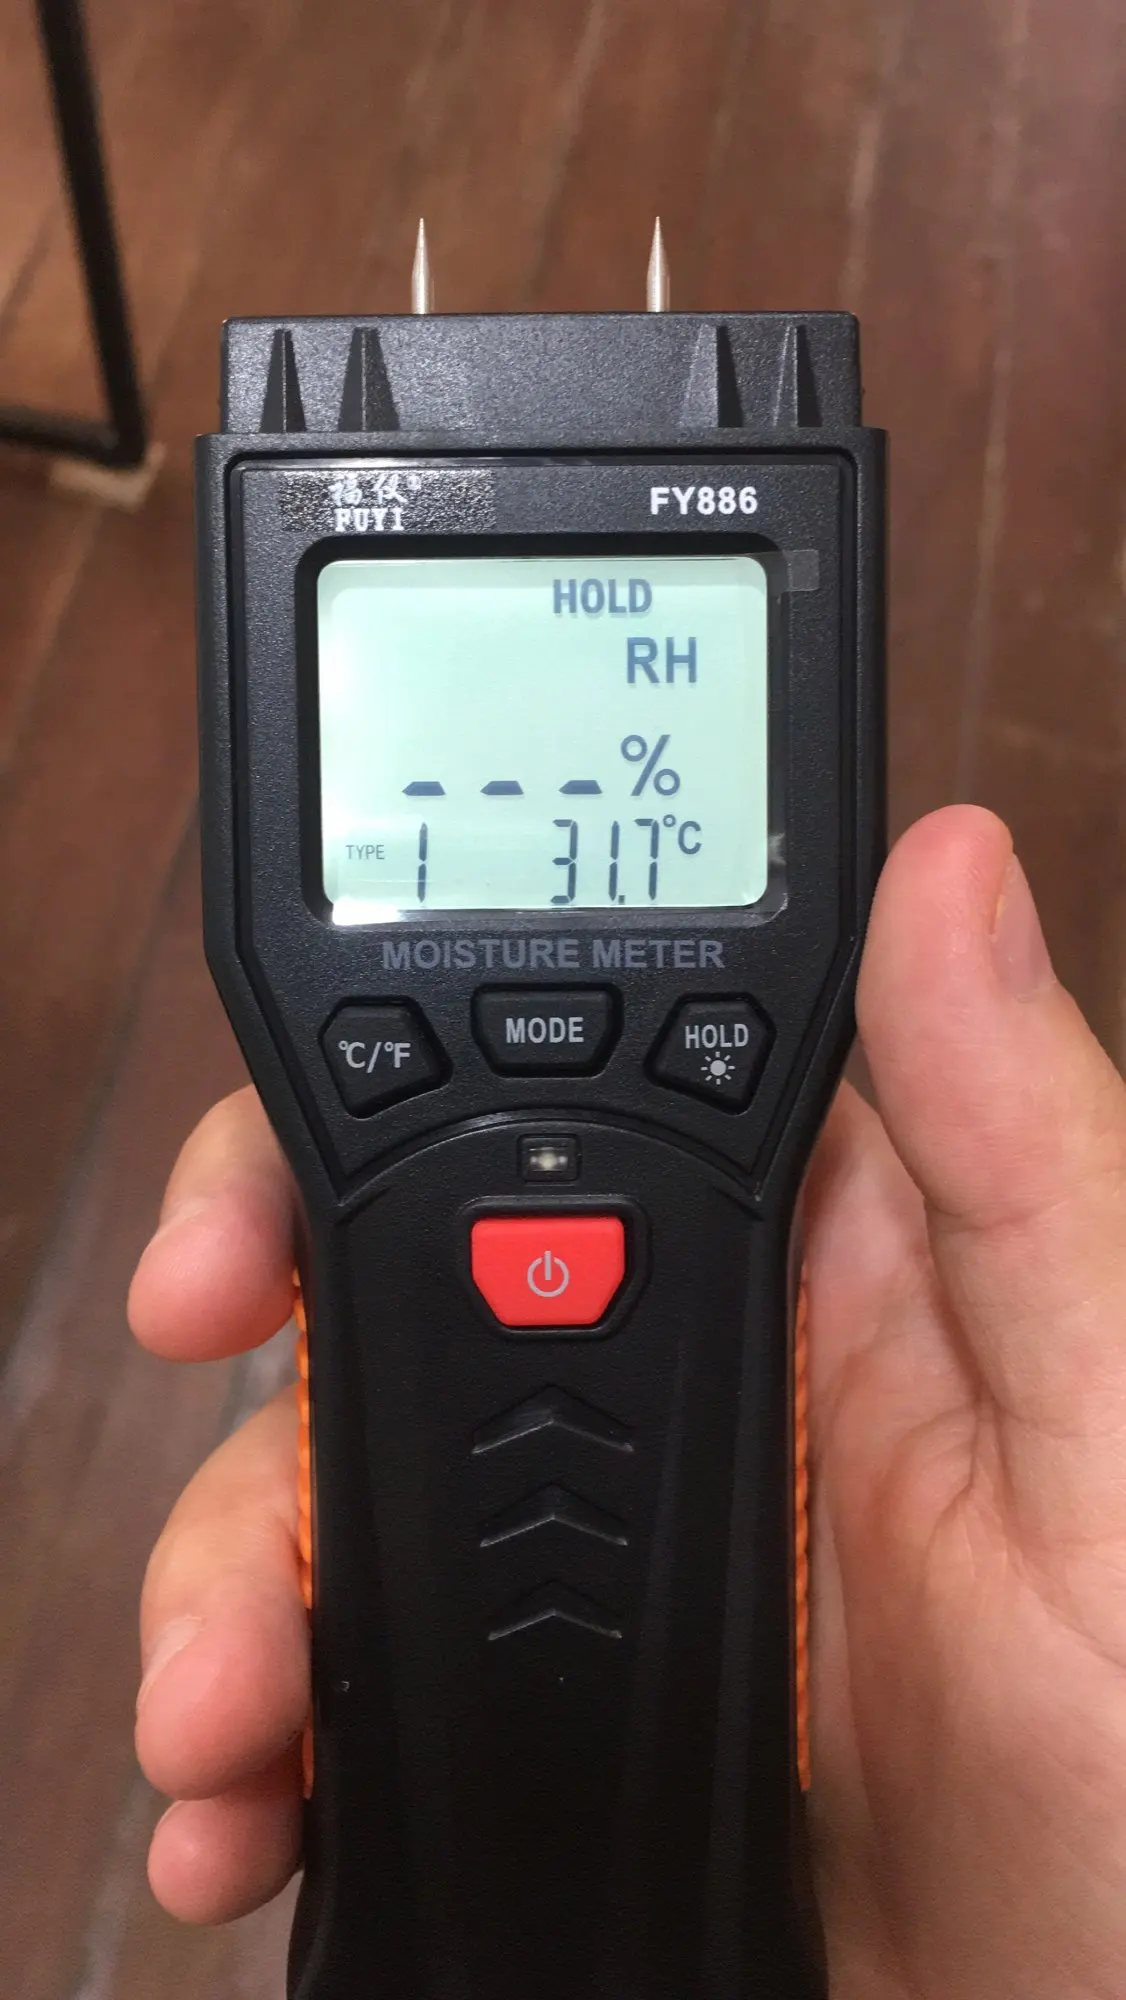 福仪®
FUYI
FY886
HOLD
RH
_ _ _ %
TYPE 1 31.7°C
MOISTURE METER
°C/°F
MODE
HOLD